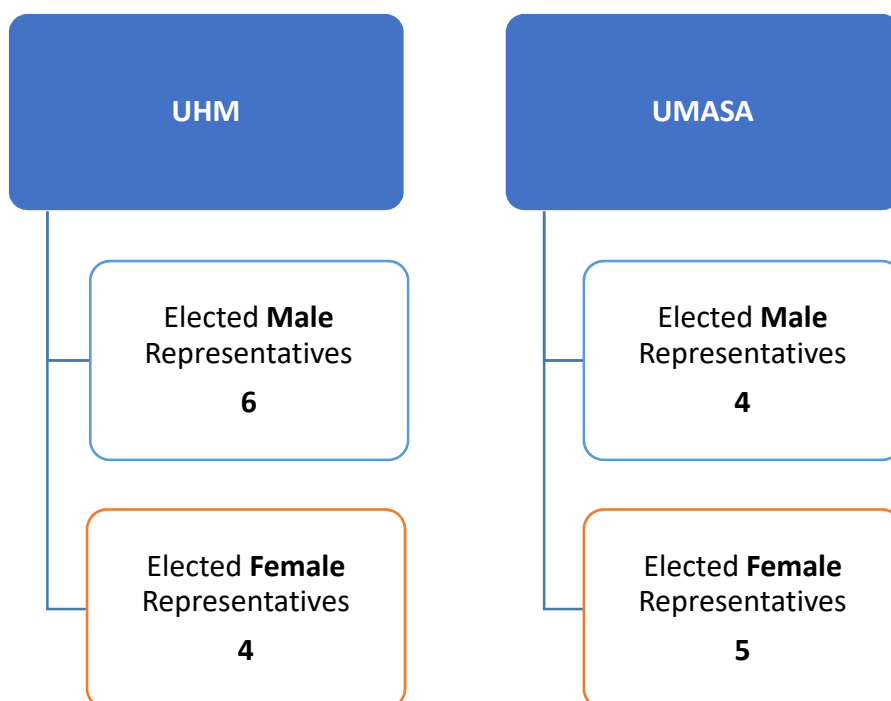 UHM
Elected Male
Representatives
6
Elected Female
Representatives
4
UMASA
Elected Male
Representatives
4
Elected Female
Representatives
5